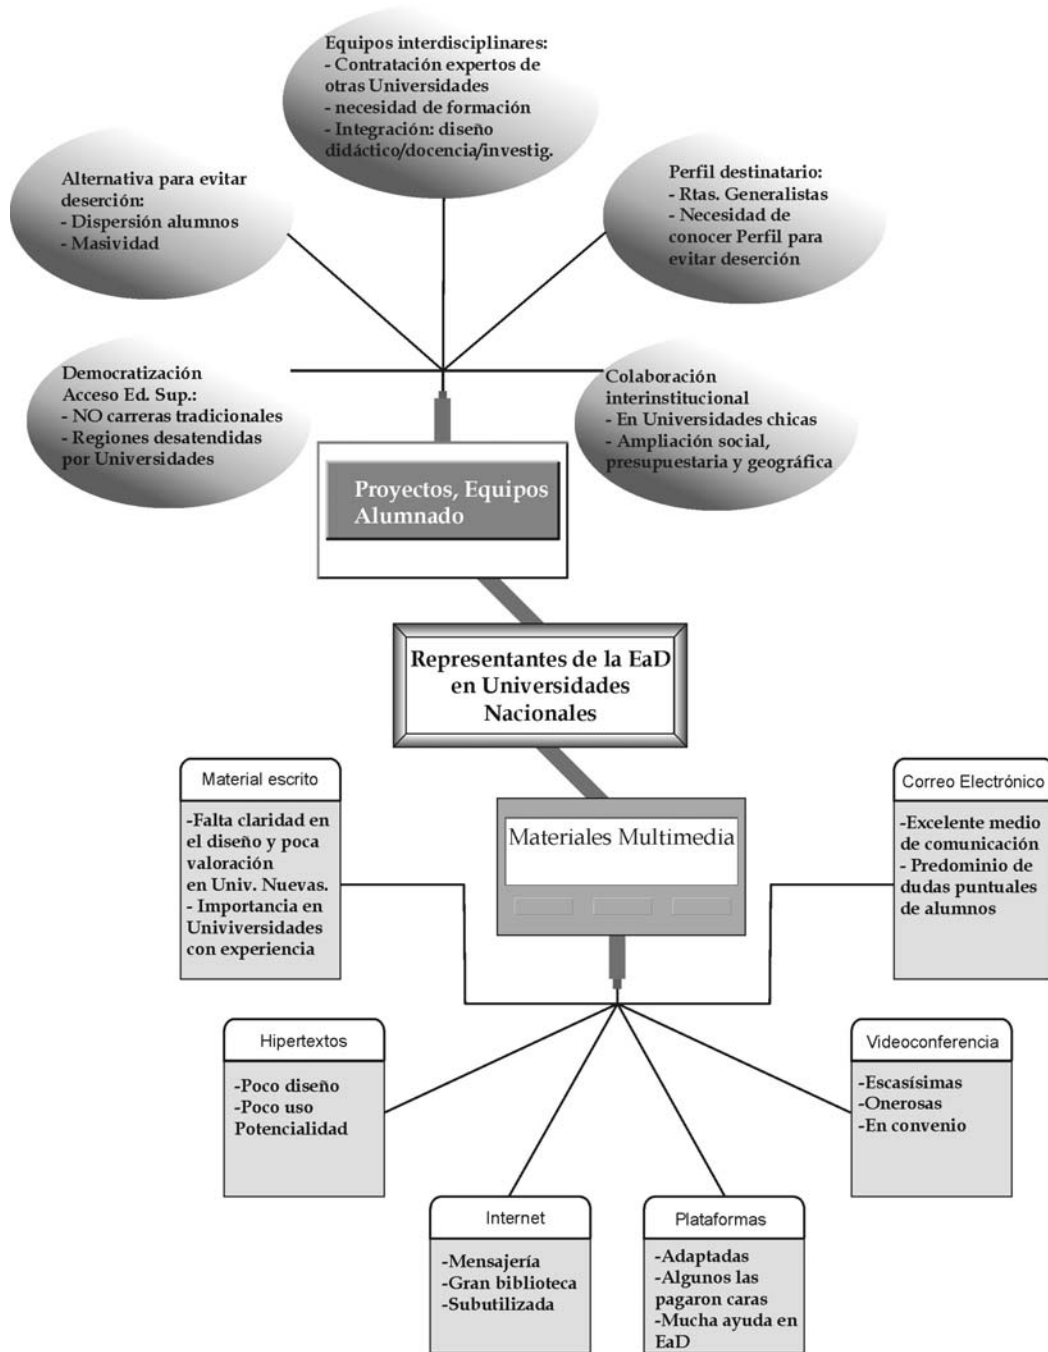 Equipos interdisciplinares:
- Contratación expertos de
otras Universidades
- necesidad de formación
- Integración: diseño
didáctico/docencia/investig.
Alternativa para evitar
deserción:
- Dispersión alumnos
- Masividad
Perfil destinatario:
- Rtas. Generalistas
- Necesidad de
conocer Perfil para
evitar deserción
Democratización
Acceso Ed. Sup.:
- NO carreras tradicionales
- Regiones desatendidas
por Universidades
Colaboración
interinstitucional
- En Universidades chicas
- Ampliación social,
presupuestaria y geográfica
Proyectos, Equipos
Alumnado
Representantes de la EaD
en Universidades
Nacionales
Materiales Multimedia
Material escrito
-Falta claridad en
el diseño y poca
valoración
en Univ. Nuevas.
- Importancia en
Univiversidades
con experiencia
Correo Electrónico
-Excelente medio
de comunicación
- Predominio de
dudas puntuales
de alumnos
Hipertextos
-Poco diseño
-Poco uso
Potencialidad
Videoconferencia
-Escasísimas
-Onerosas
-En convenio
Internet
-Mensajería
-Gran biblioteca
-Subutilizada
Plataformas
-Adaptadas
-Algunos las
pagaron caras
-Mucha ayuda en
EaD